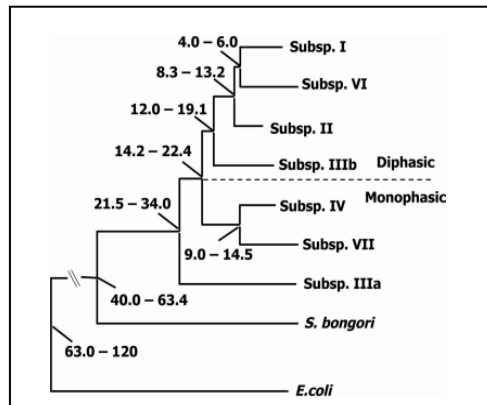 4.0 – 6.0
Subsp. I
8.3 – 13.2
Subsp. VI
12.0 – 19.1
Subsp. II
14.2 – 22.4
Subsp. IIIb
Diphasic
Monophasic
21.5 – 34.0
Subsp. IV
9.0 – 14.5
Subsp. VII
Subsp. IIIa
40.0 – 63.4
S. bongori
63.0 – 120
E.coli